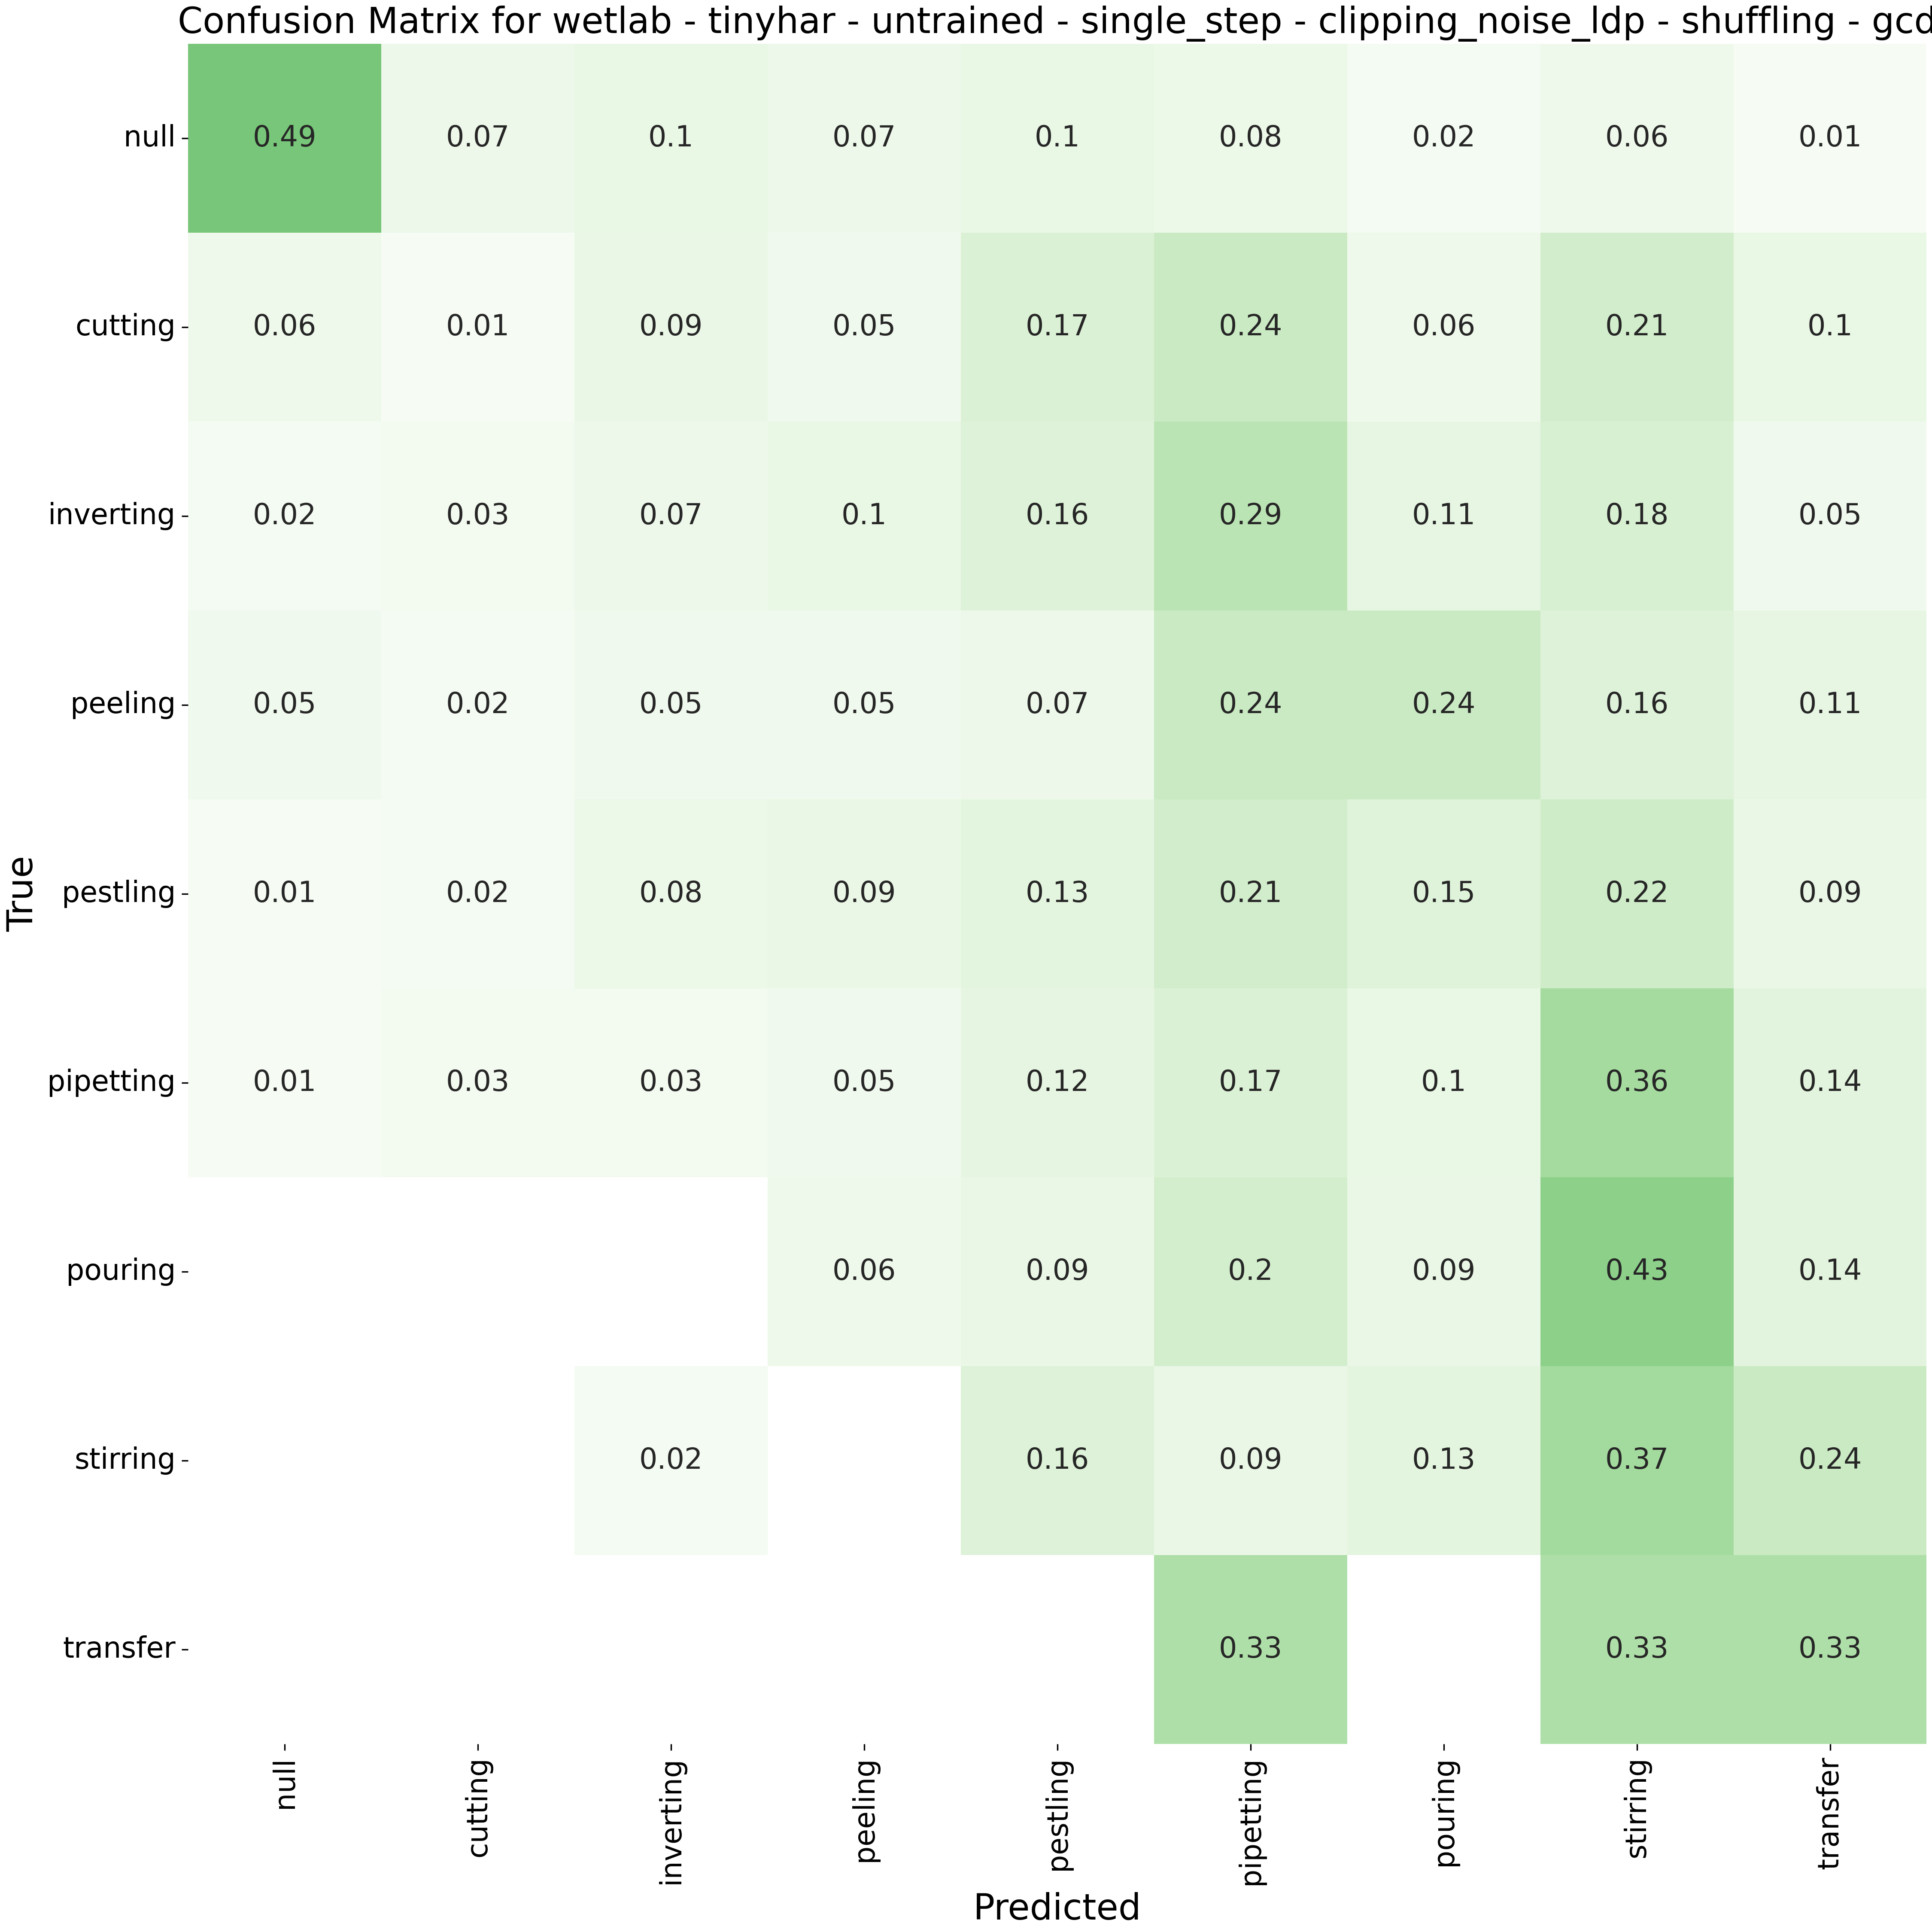 Confusion Matrix for wetlab - tinyhar - untrained - single_step - clipping_noise_ldp - shuffling - gcd
null 0.49 0.07 0.1 0.07 0.1 0.08 0.02 0.06 0.01
cutting 0.06 0.01 0.09 0.05 0.17 0.24 0.06 0.21 0.1
inverting 0.02 0.03 0.07 0.1 0.16 0.29 0.11 0.18 0.05
peeling 0.05 0.02 0.05 0.05 0.07 0.24 0.24 0.16 0.11
pestling 0.01 0.02 0.08 0.09 0.13 0.21 0.15 0.22 0.09
pipetting 0.01 0.03 0.03 0.05 0.12 0.17 0.1 0.36 0.14
pouring 0.06 0.09 0.2 0.09 0.43 0.14
stirring 0.02 0.16 0.09 0.13 0.37 0.24
transfer 0.33 0.33 0.33
True
null cutting inverting peeling pestling pipetting pouring stirring transfer
Predicted